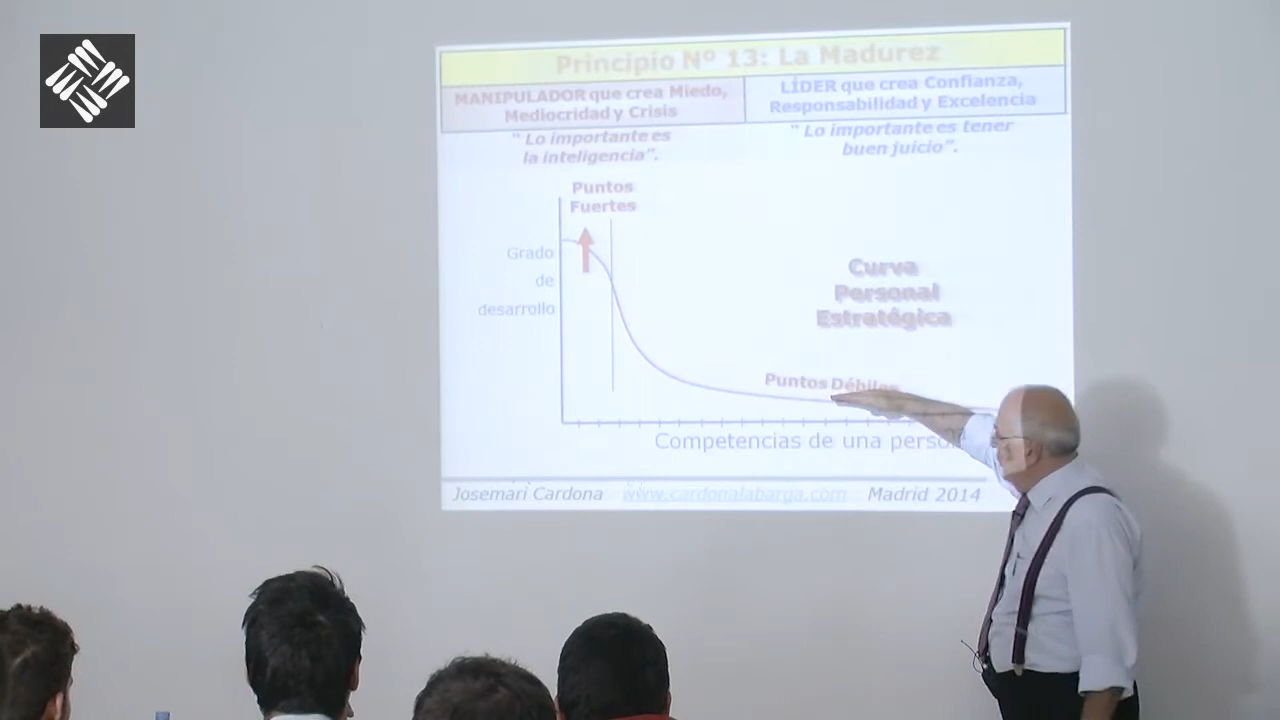 Principio Nº 13: La Madurez
MANIPULADOR que crea Miedo,
Mediocridad y Crisis
LÍDER que crea Confianza,
Responsabilidad y Excelencia
“ Lo importante es
la inteligencia”.
“ Lo importante es tener
buen juicio”.
Puntos
Fuertes
Grado
de
desarrollo
Curva
Personal
Estratégica
Puntos Débiles
Competencias de una
Josemari Cardona www.cardonalabarga.com Madrid 2014